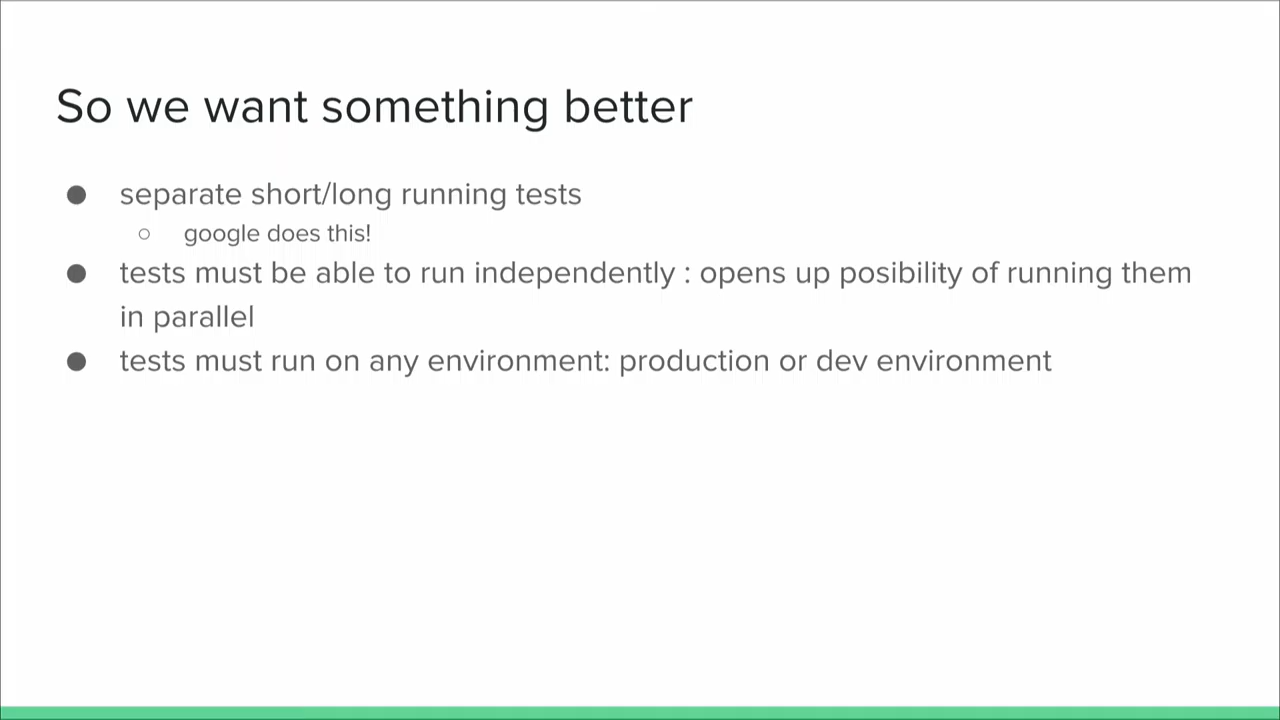 So we want something better
● separate short/long running tests
○ google does this!
● tests must be able to run independently : opens up posibility of running them
in parallel
● tests must run on any environment: production or dev environment